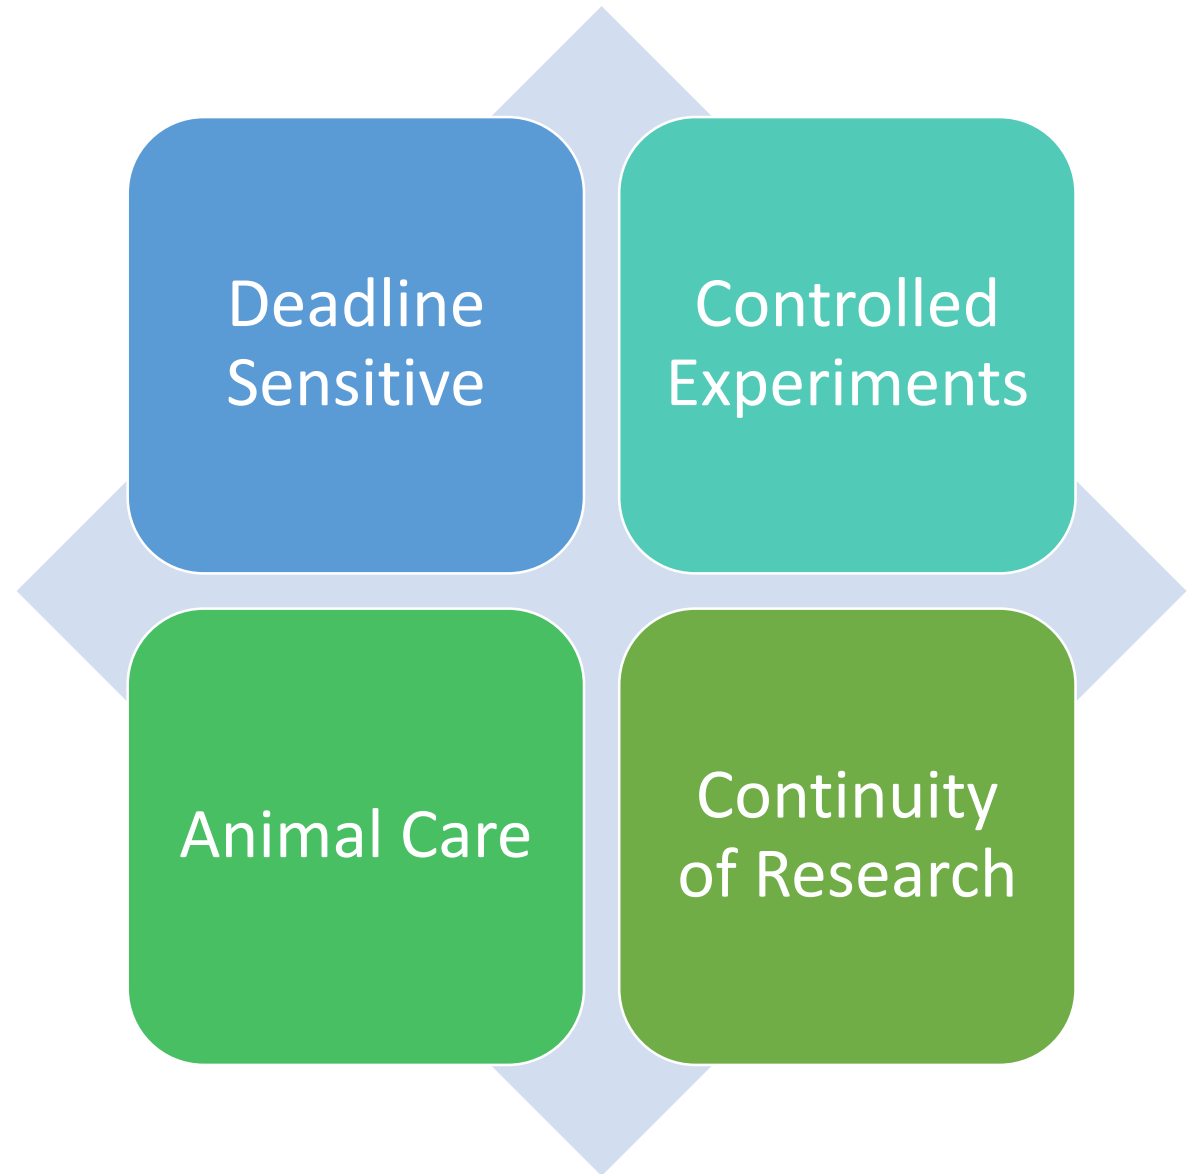 Deadline
Sensitive
Controlled
Experiments
Animal Care
Continuity
of Research